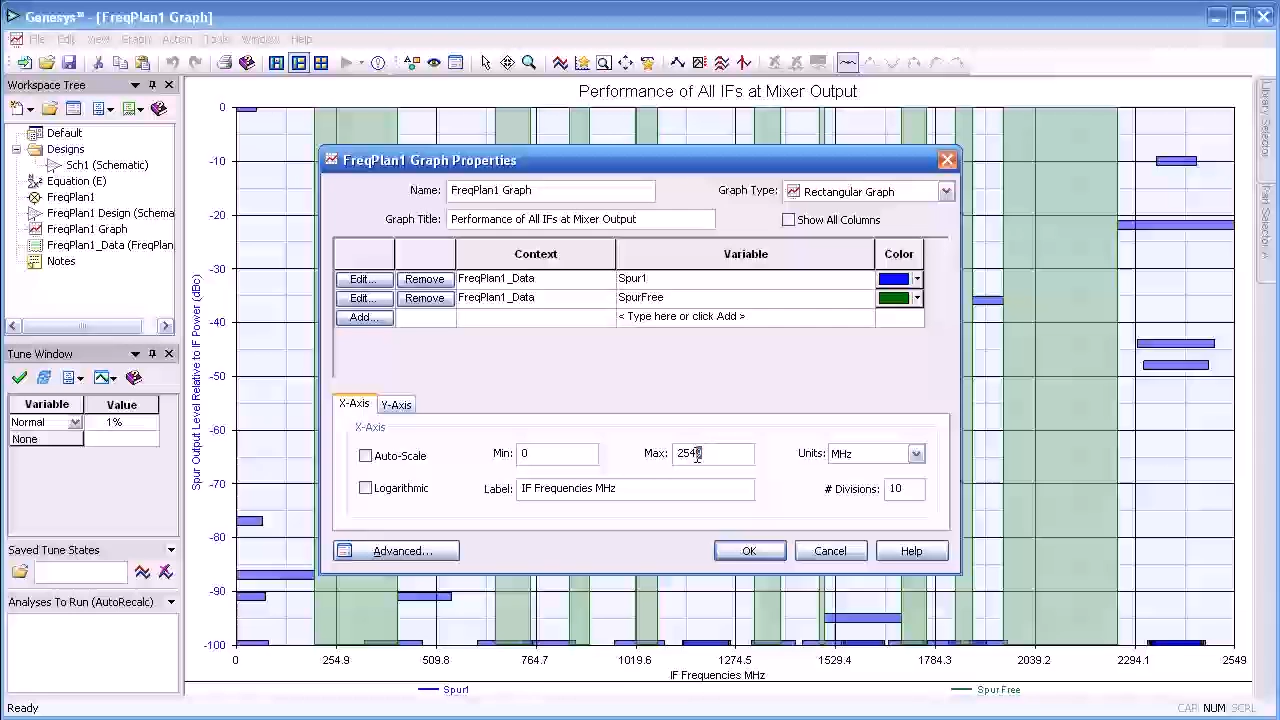 Genesys™ - [FreqPlan1 Graph]
File Edit View Graph Action Tools Window Help
Workspace Tree
Default
Designs
Sch1 (Schematic)
Equation (E)
FreqPlan1
FreqPlan1 Design (Schema
FreqPlan1 Graph
FreqPlan1_Data (FreqPlan
Notes
Tune Window
Variable Value
Normal 1%
None
Saved Tune States
Analyses To Run (AutoRecalc)
Ready
Performance of All IFs at Mixer Output
Spur Output Level Relative to IF Power (dBc)
0
-10
-20
-30
-40
-50
-60
-70
-80
-90
-100
0 254.9 509.8 764.7 1019.6 1274.5 1529.4 1784.3 2039.2 2294.1 2549
IF Frequencies MHz
Spur1 SpurFree
FreqPlan1 Graph Properties
Name: FreqPlan1 Graph Graph Type: Rectangular Graph
Graph Title: Performance of All IFs at Mixer Output Show All Columns
Context Variable Color
Edit... Remove FreqPlan1_Data Spur1
Edit... Remove FreqPlan1_Data SpurFree
Add... < Type here or click Add >
X-Axis Y-Axis
X-Axis
Auto-Scale Min: 0 Max: 2549 Units: MHz
Logarithmic Label: IF Frequencies MHz # Divisions: 10
Advanced... OK Cancel Help
Library Selector
Part Selector A
CAP NUM SCRL